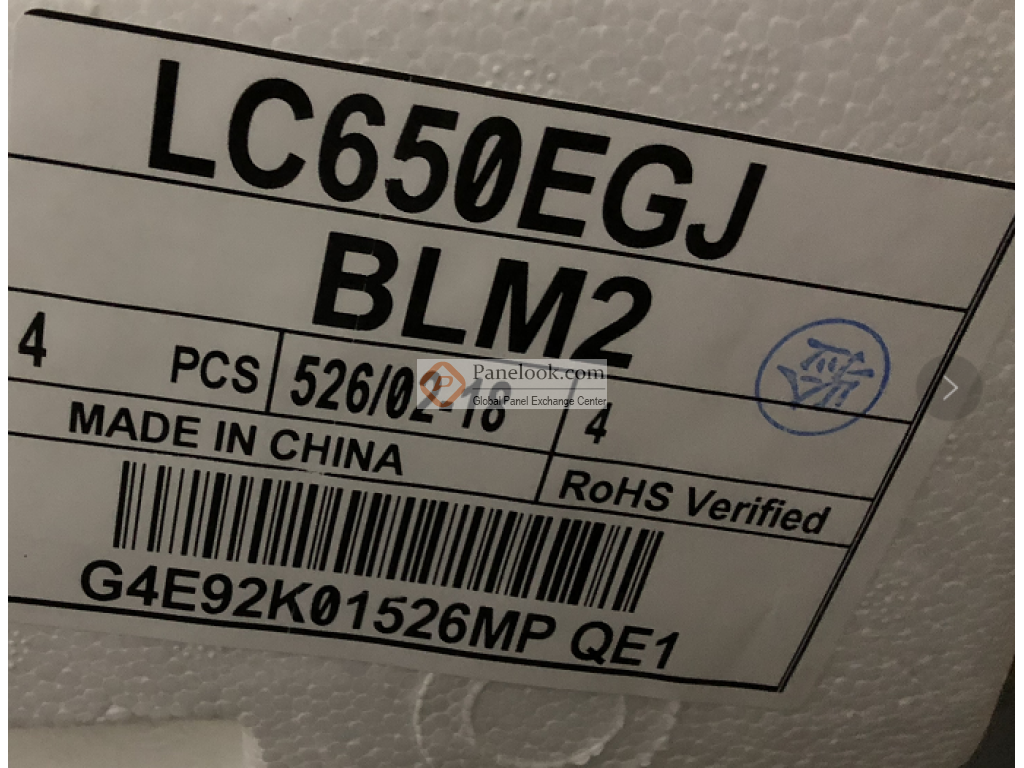 LC650EGJ
BLM2
4 PCS 526/02-18 4
Panelook.com
Global Panel Exchange Center
MADE IN CHINA RoHS Verified
G4E92K01526MP QE1